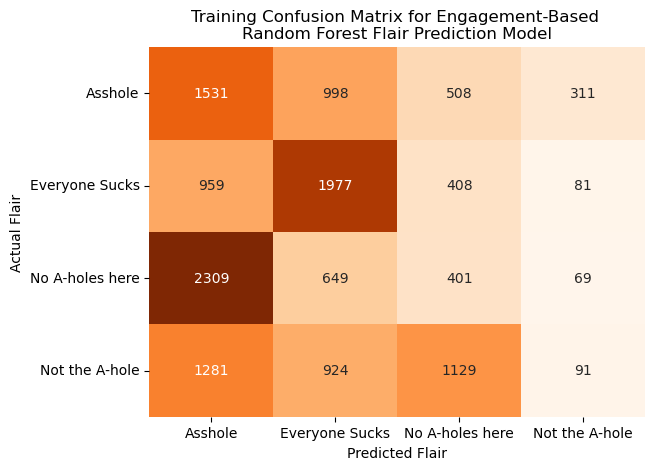 Training Confusion Matrix for Engagement-Based
Random Forest Flair Prediction Model
Actual Flair
Asshole 1531 998 508 311
Everyone Sucks 959 1977 408 81
No A-holes here 2309 649 401 69
Not the A-hole 1281 924 1129 91
Asshole Everyone Sucks No A-holes here Not the A-hole
Predicted Flair